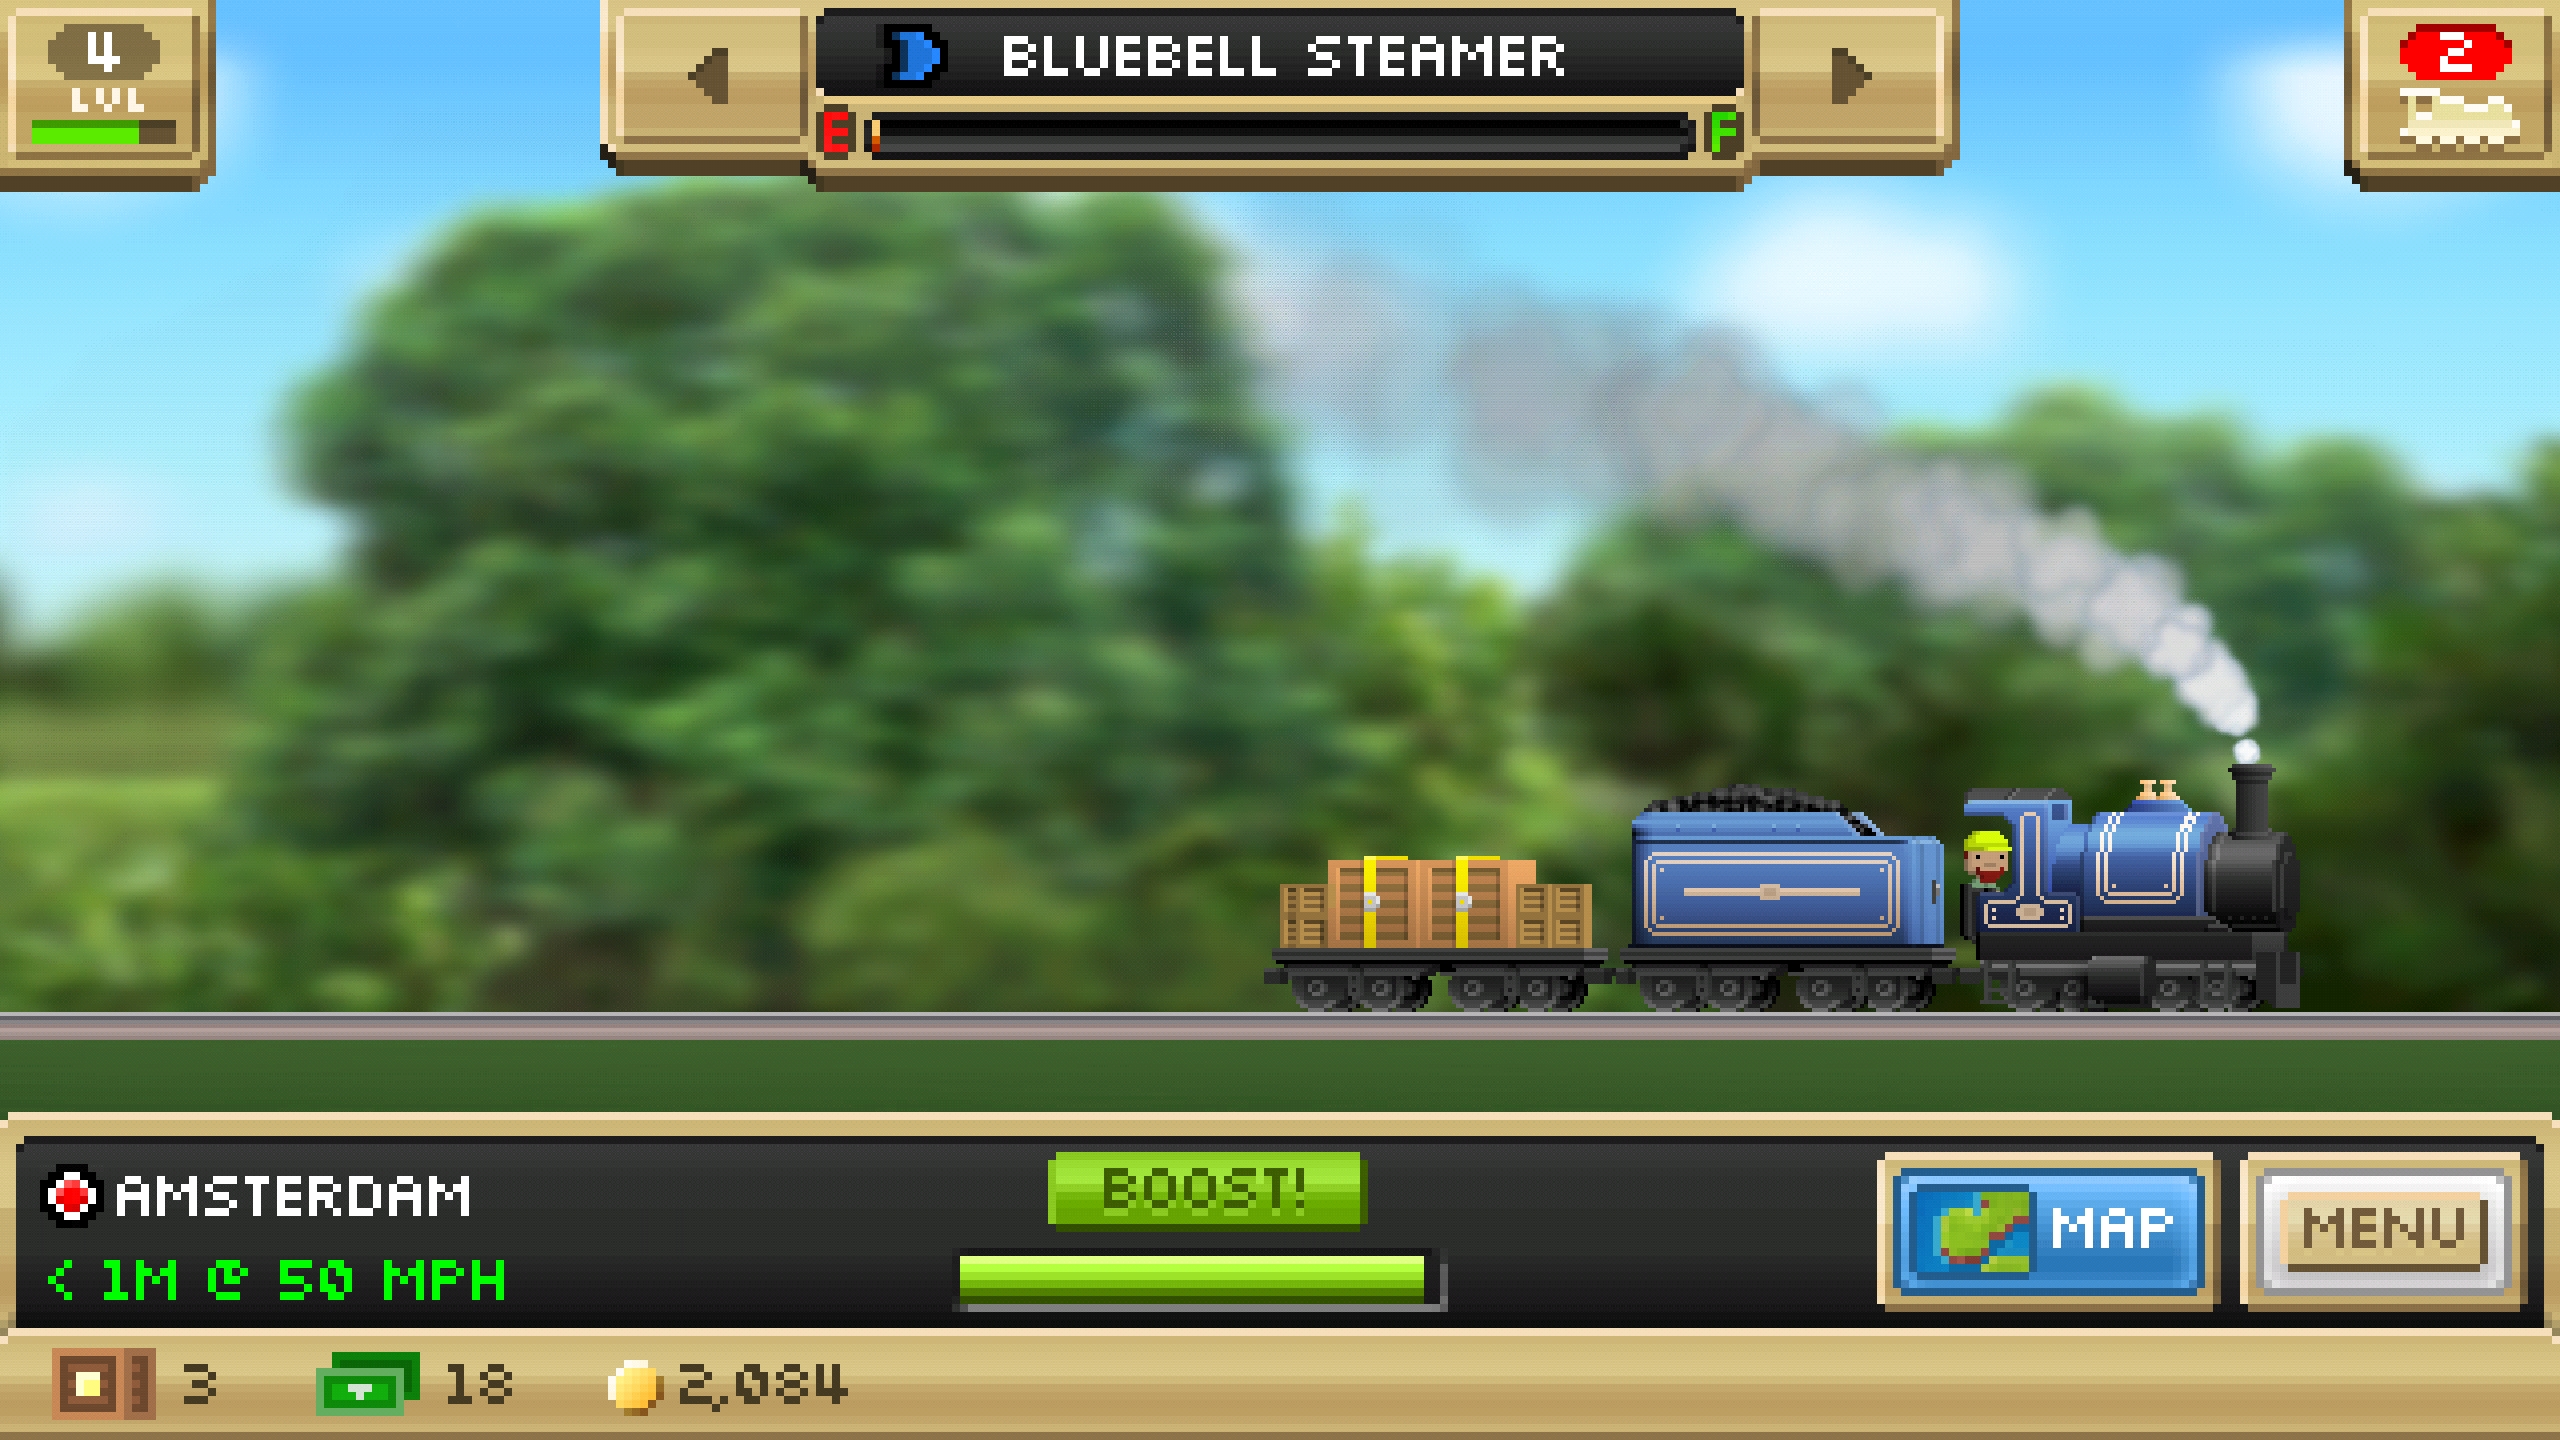 4
LVL
BLUEBELL STEAMER
E F
2
AMSTERDAM
< 1M @ 50 MPH
BOOST!
MAP
MENU
3
18
2,084